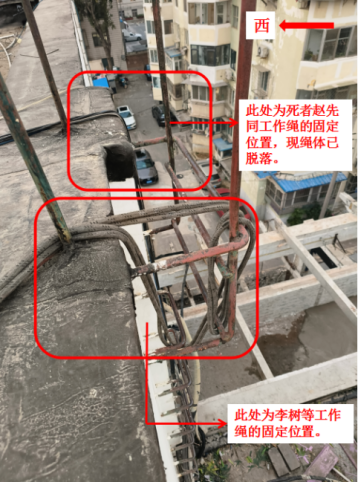 西
此处为死者赵先
同工作绳的固定
位置，现绳体已
脱落。
此处为李树等工作
绳的固定位置。